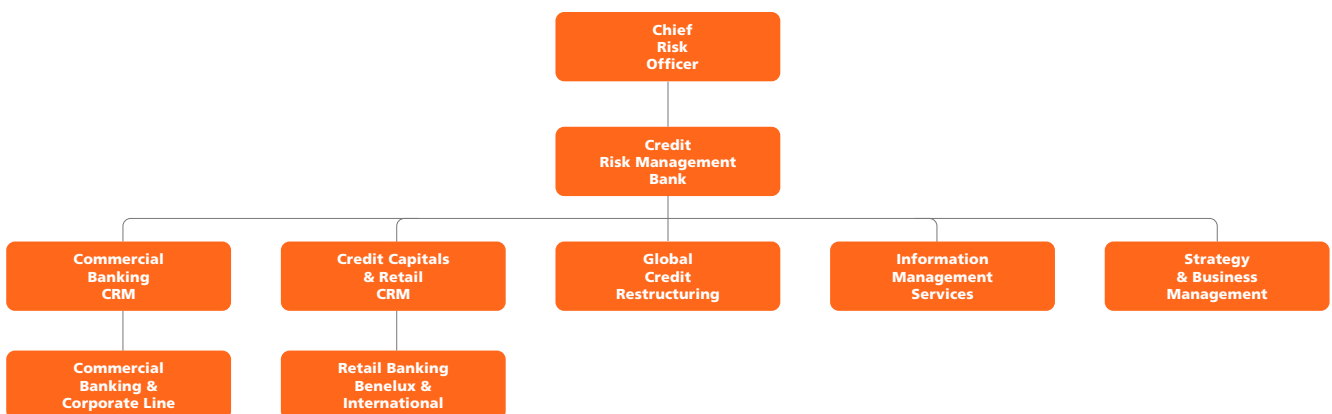 Chief
Risk
Officer
Credit
Risk Management
Bank
Commercial
Banking
CRM
Credit Capitals
& Retail
CRM
Global
Credit
Restructuring
Information
Management
Services
Strategy
& Business
Management
Commercial
Banking &
Corporate Line
Retail Banking
Benelux &
International